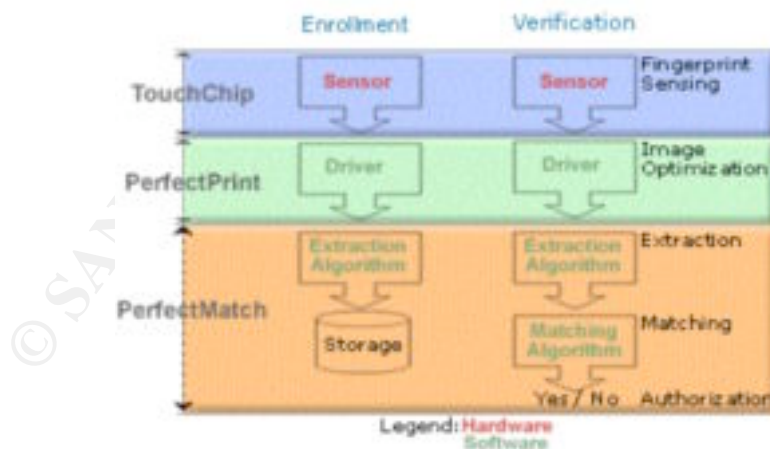 Enrollment Verification
TouchChip Sensor Sensor Fingerprint
Sensing
PerfectPrint Driver Driver Image
Optimization
Extraction
Algorithm Extraction
Algorithm Extraction
PerfectMatch Storage Matching
Algorithm Matching
Yes / No Authorization
Legend: Hardware
Software
© SAN